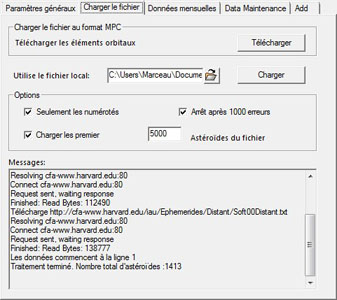 Paramètres généraux Charger le fichier Données mensuelles Data Maintenance Add
Charger le fichier au format MPC
Télécharger les éléments orbitaux Télécharger
Utilise le fichier local: C:\Users\Marceau\Docume Charger
Options
Seulement les numérotés Arrêt après 1000 erreurs
Charger les premier 5000 Astéroïdes du fichier
Messages:
Resolving cfa-www.harvard.edu:80
Connect cfa-www.harvard.edu:80
Request sent, waiting response
Finished: Read Bytes: 112490
Télécharge http://cfa-www.harvard.edu/iau/Ephemerides/Distant/Soft00Distant.txt
Resolving cfa-www.harvard.edu:80
Connect cfa-www.harvard.edu:80
Request sent, waiting response
Finished: Read Bytes: 138777
Les données commencent à la ligne 1
Traitement terminé. Nombre total d'astéroïdes :1413